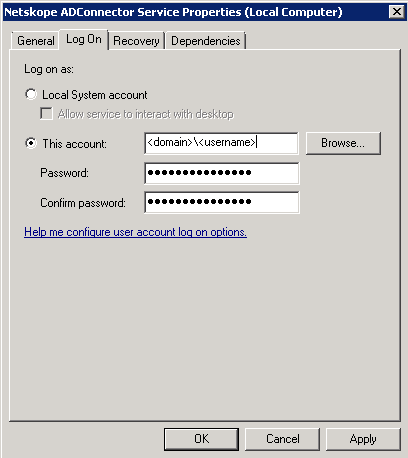 Netskope ADConnector Service Properties (Local Computer)
General Log On Recovery Dependencies
Log on as:
Local System account
Allow service to interact with desktop
This account: <domain>\<username> Browse...
Password: ●●●●●●●●●●●●●●●
Confirm password: ●●●●●●●●●●●●●●●
Help me configure user account log on options.
OK Cancel Apply